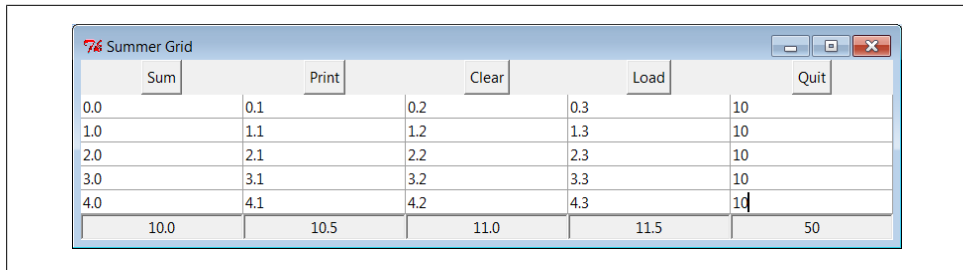 Summer Grid
Sum Print Clear Load Quit
0.0 0.1 0.2 0.3 10
1.0 1.1 1.2 1.3 10
2.0 2.1 2.2 2.3 10
3.0 3.1 3.2 3.3 10
4.0 4.1 4.2 4.3 10
10.0 10.5 11.0 11.5 50